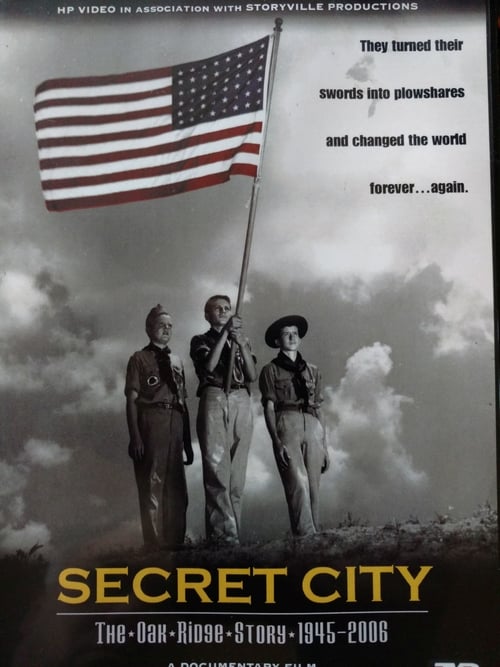 HP VIDEO IN ASSOCIATION WITH STORYVILLE PRODUCTIONS
They turned their
swords into plowshares
and changed the world
forever...again.
SECRET CITY
The★Oak★Ridge★Story★1945-2006
A DOCUMENTARY FILM